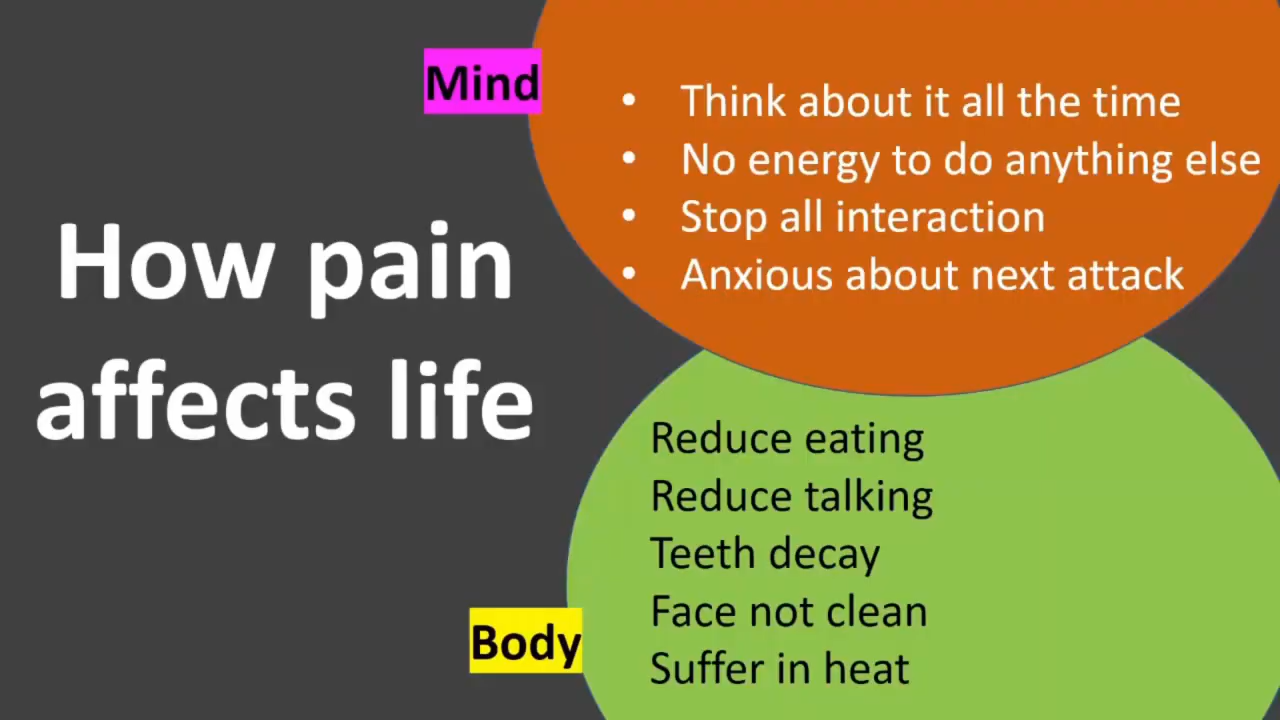 How pain
affects life
Mind
• Think about it all the time
• No energy to do anything else
• Stop all interaction
• Anxious about next attack
Body
Reduce eating
Reduce talking
Teeth decay
Face not clean
Suffer in heat